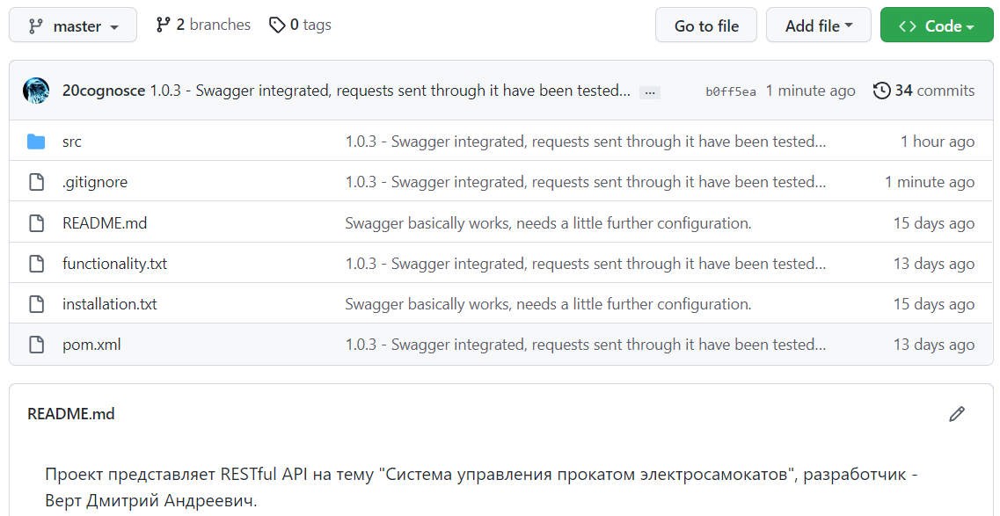 master 2 branches 0 tags Go to file Add file Code
20cognosce 1.0.3 - Swagger integrated, requests sent through it have been tested... ... b0ff5ea 1 minute ago 34 commits
src 1.0.3 - Swagger integrated, requests sent through it have been tested... 1 hour ago
.gitignore 1.0.3 - Swagger integrated, requests sent through it have been tested... 1 minute ago
README.md Swagger basically works, needs a little further configuration. 15 days ago
functionality.txt 1.0.3 - Swagger integrated, requests sent through it have been tested... 13 days ago
installation.txt Swagger basically works, needs a little further configuration. 15 days ago
pom.xml 1.0.3 - Swagger integrated, requests sent through it have been tested... 13 days ago
README.md
Проект представляет RESTful API на тему "Система управления прокатом электросамокатов", разработчик -
Верт Дмитрий Андреевич.